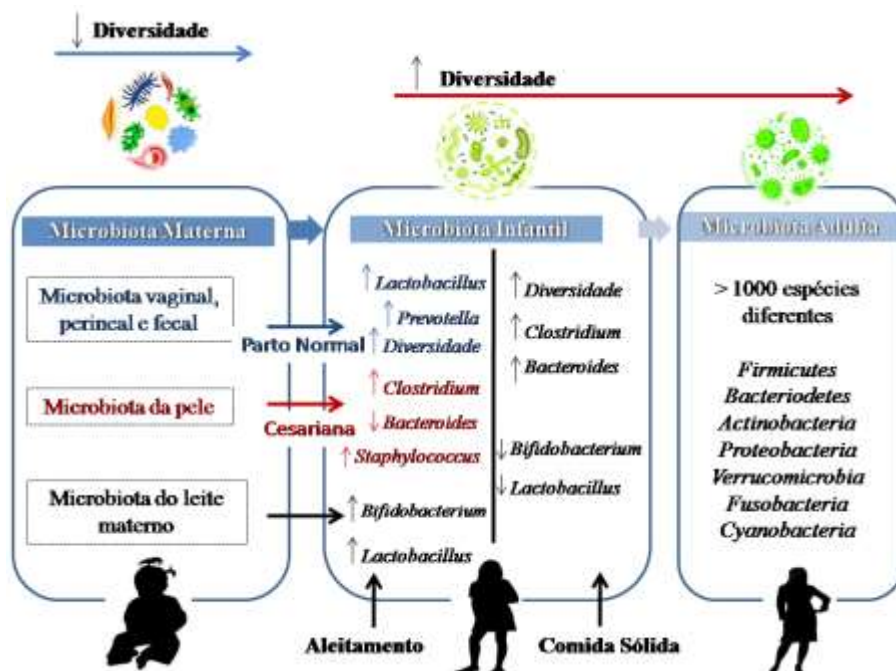 ↓ Diversidade
↑ Diversidade
Microbiota Materna
Microbiota vaginal,
perineal e fecal
Parto Normal
Microbiota da pele
Cesariana
Microbiota do leite
materno
Microbiota Infantil
↑ Lactobacillus
↑ Prevotella
↑ Diversidade
↑ Clostridium
↓ Bacteroides
↑ Staphylococcus
↑ Bifidobacterium
↑ Lactobacillus
↑ Diversidade
↑ Clostridium
↑ Bacteroides
↓ Bifidobacterium
↓ Lactobacillus
Aleitamento
Comida Sólida
Microbiota Adulta
> 1000 espécies
diferentes
Firmicutes
Bacteriodetes
Actinobacteria
Proteobacteria
Verrucomicrobia
Fusobacteria
Cyanobacteria